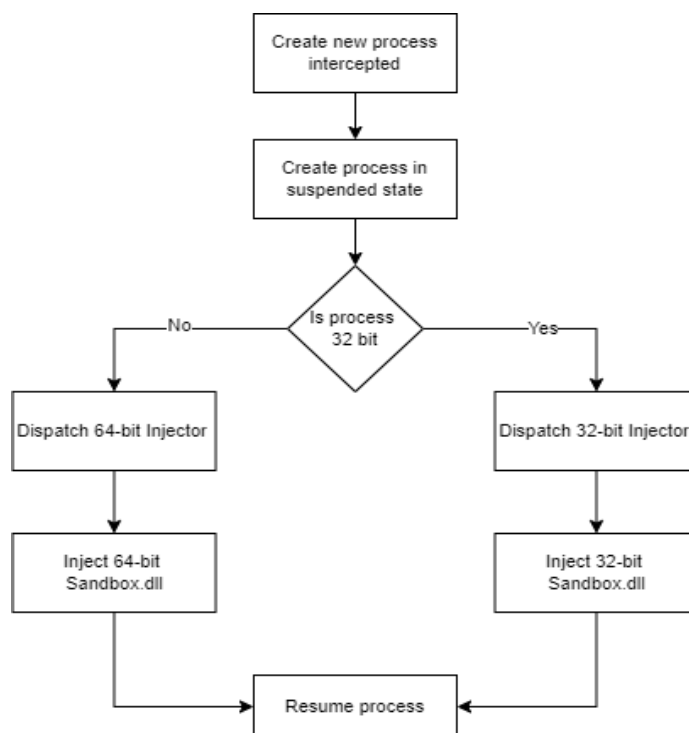 Create new process
intercepted
Create process in
suspended state
Is process
32 bit
No
Yes
Dispatch 64-bit Injector
Dispatch 32-bit Injector
Inject 64-bit
Sandbox.dll
Inject 32-bit
Sandbox.dll
Resume process